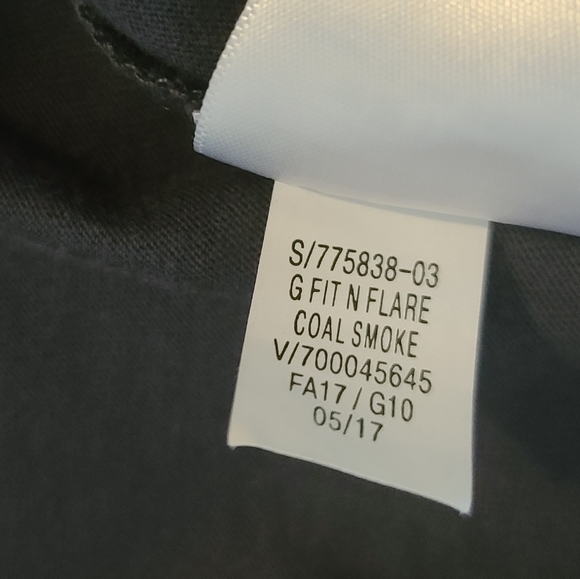 S/775838-03
G FIT N FLARE
COAL SMOKE
V/700045645
FA17 / G10
05/17